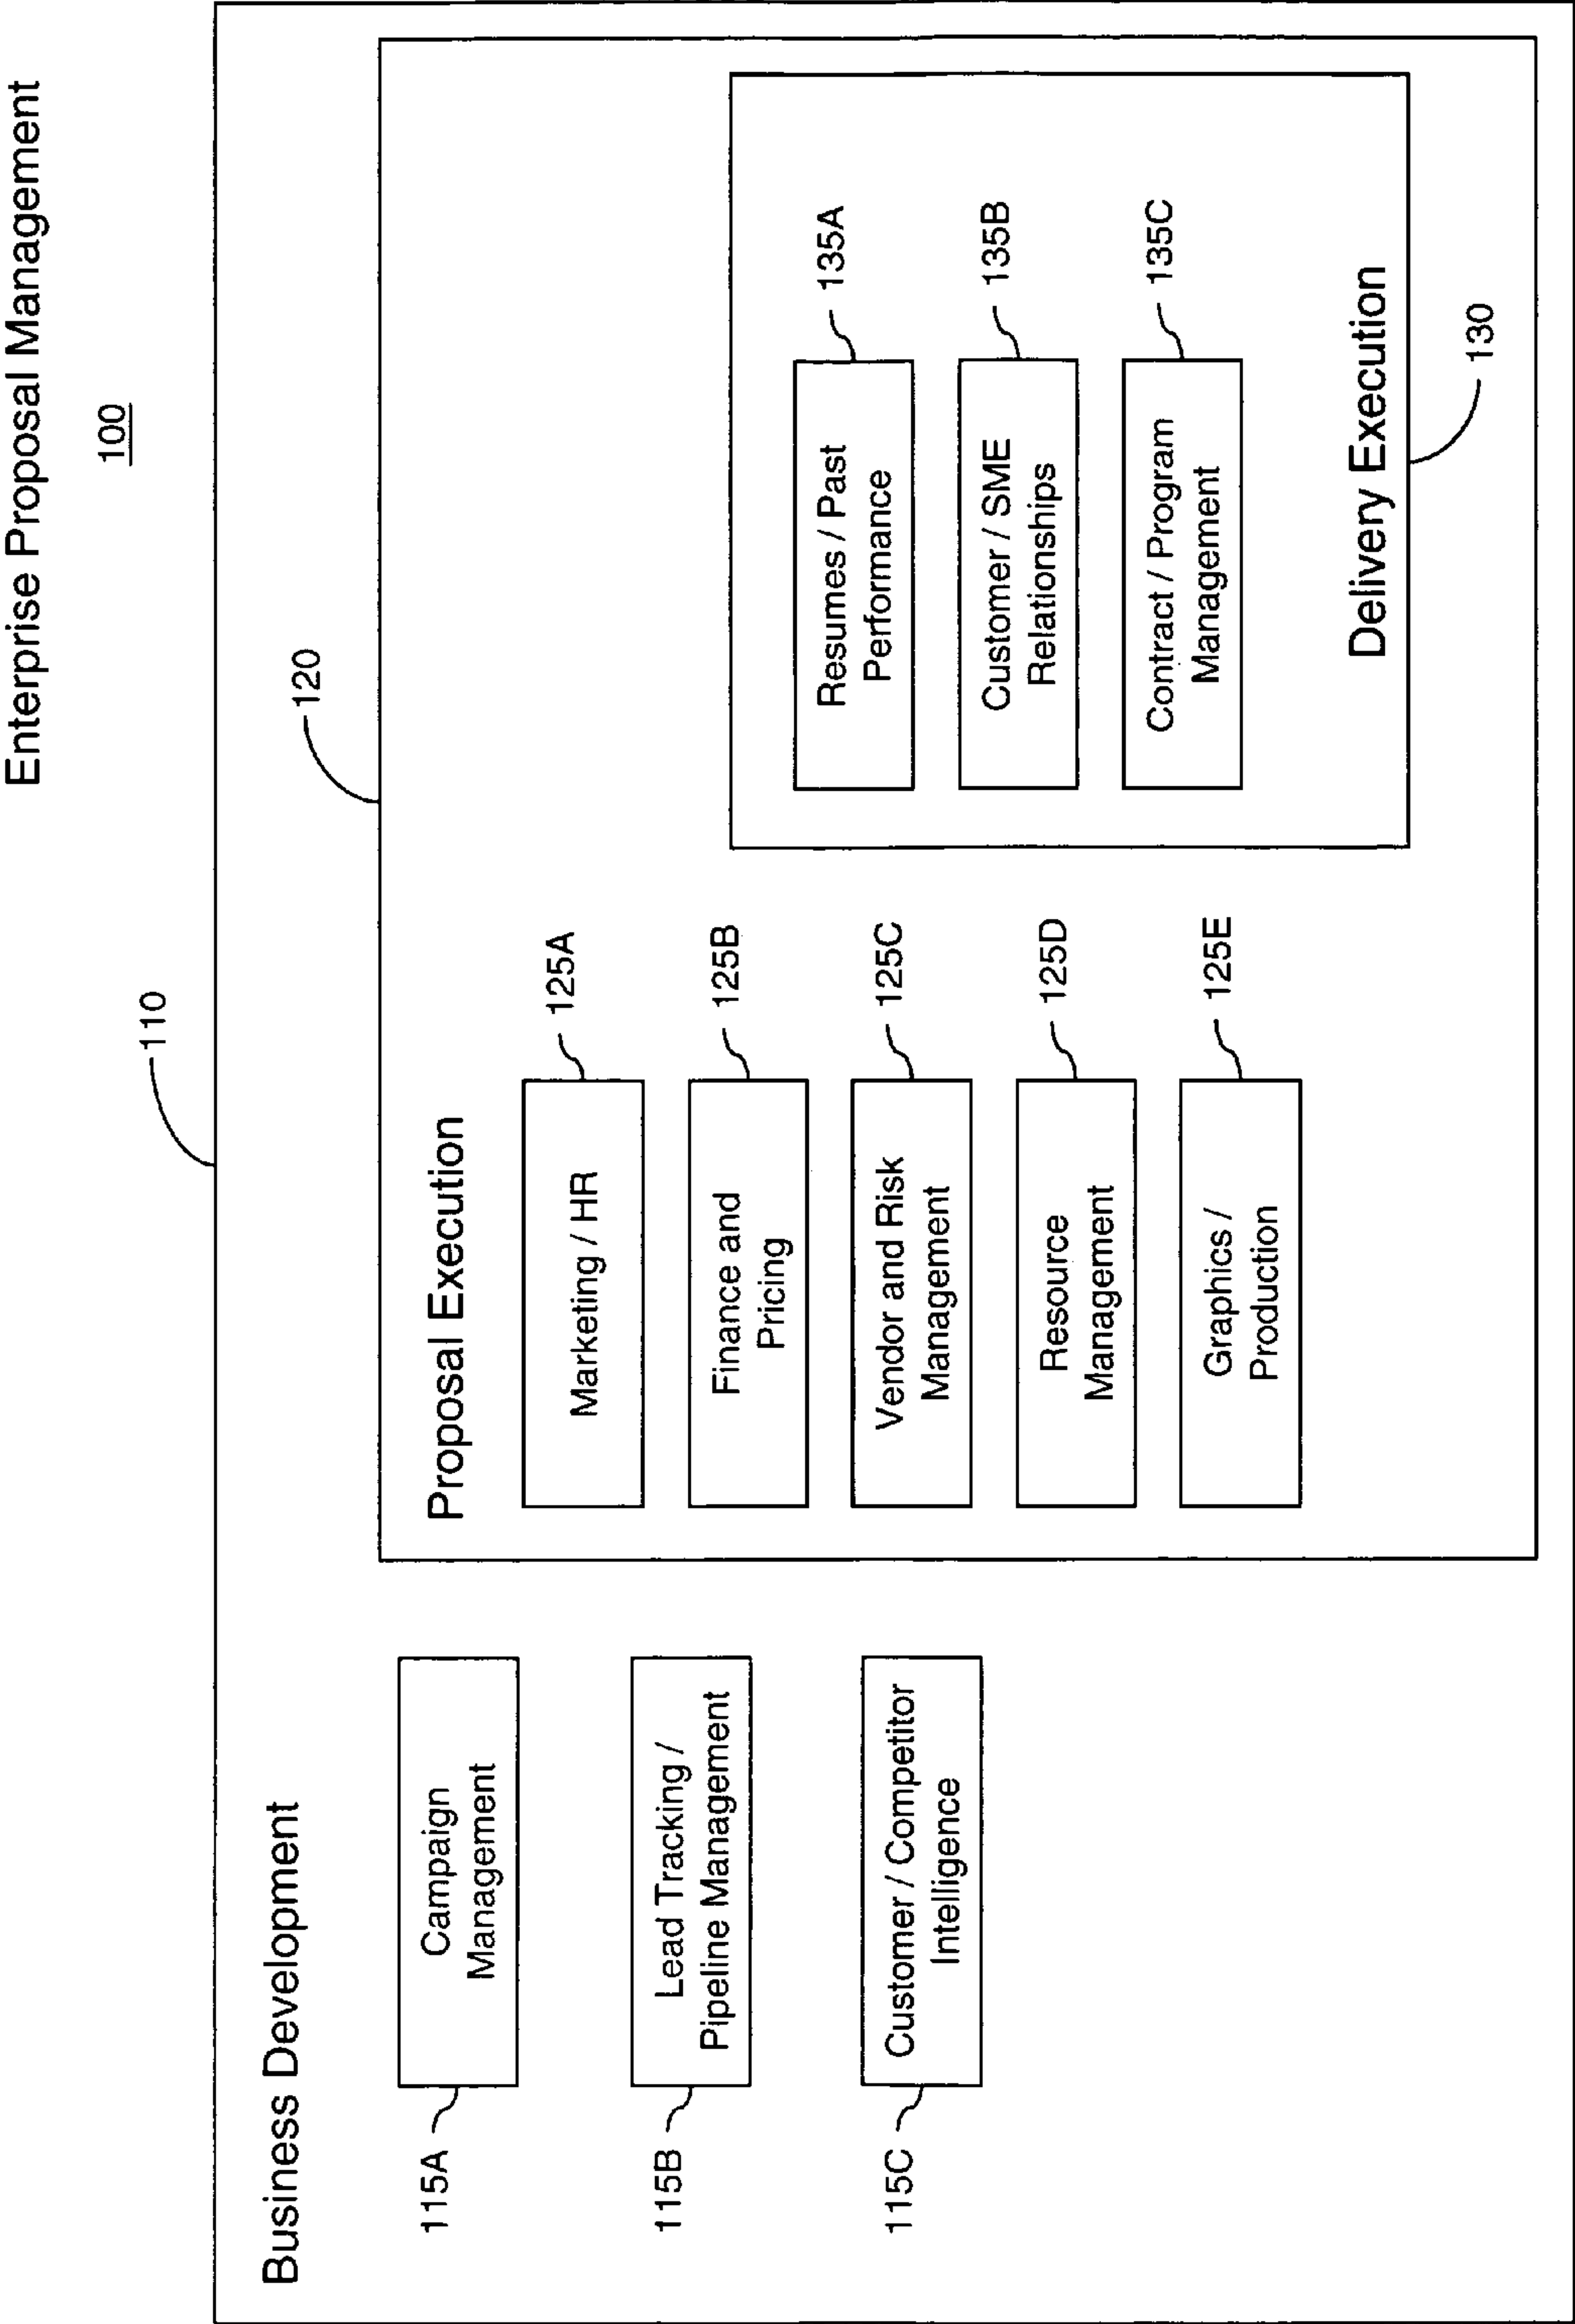 Enterprise Proposal Management
100
110
120
Business Development
115A
Campaign
Management
115B
Lead Tracking /
Pipeline Management
115C
Customer / Competitor
Intelligence
Proposal Execution
Marketing / HR
125A
Finance and
Pricing
125B
Vendor and Risk
Management
125C
Resource
Management
125D
Graphics /
Production
125E
Resumes / Past
Performance
135A
Customer / SME
Relationships
135B
Contract / Program
Management
135C
Delivery Execution
130